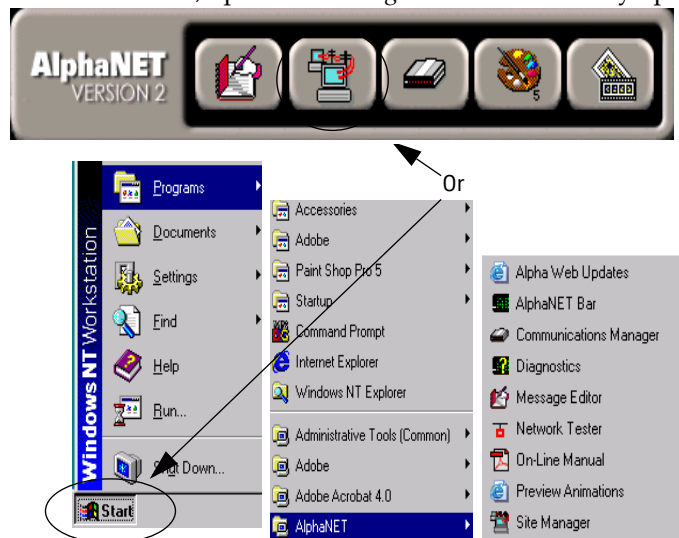 AlphaNET
VERSION 2
5
Or
Windows NT Workstation
Programs
Documents
Settings
Find
Help
Run...
Shut Down...
Start
Accessories
Adobe
Paint Shop Pro 5
Startup
Command Prompt
Internet Explorer
Windows NT Explorer
Administrative Tools (Common)
Adobe
Adobe Acrobat 4.0
AlphaNET
Alpha Web Updates
AlphaNET Bar
Communications Manager
Diagnostics
Message Editor
Network Tester
On-Line Manual
Preview Animations
Site Manager